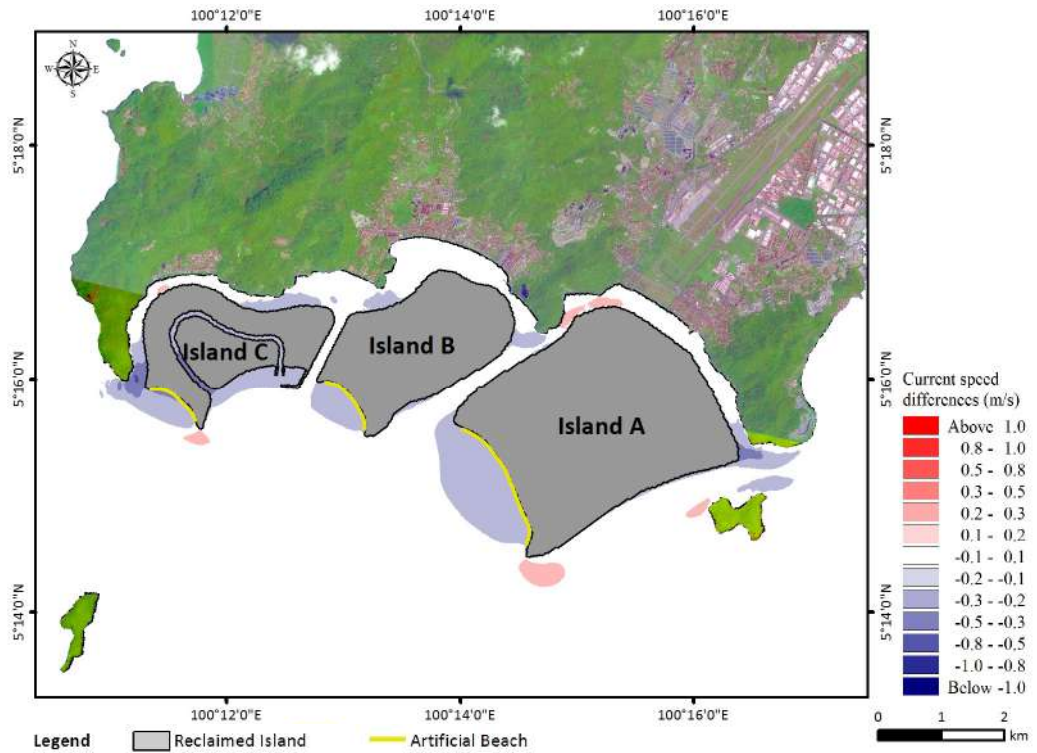 100°12'0"E
100°14'0"E
100°16'0"E
N
W
E
S
5°18'0"N
5°18'0"N
Island C
Island B
5°16'0"N
5°16'0"N
Island A
Current speed
differences (m/s)
Above 1.0
0.8 - 1.0
0.5 - 0.8
0.3 - 0.5
0.2 - 0.3
0.1 - 0.2
-0.1 - 0.1
-0.2 - -0.1
-0.3 - -0.2
-0.5 - -0.3
-0.8 - -0.5
-1.0 - -0.8
Below -1.0
5°14'0"N
5°14'0"N
100°12'0"E
100°14'0"E
100°16'0"E
0 1 2
km
Legend Reclaimed Island Artificial Beach